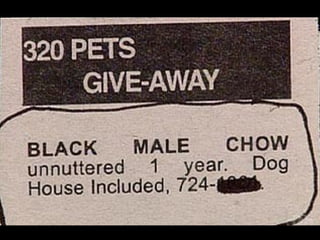 320 PETS
GIVE-AWAY
BLACK MALE CHOW
unnuttered 1 year. Dog
House Included, 724-